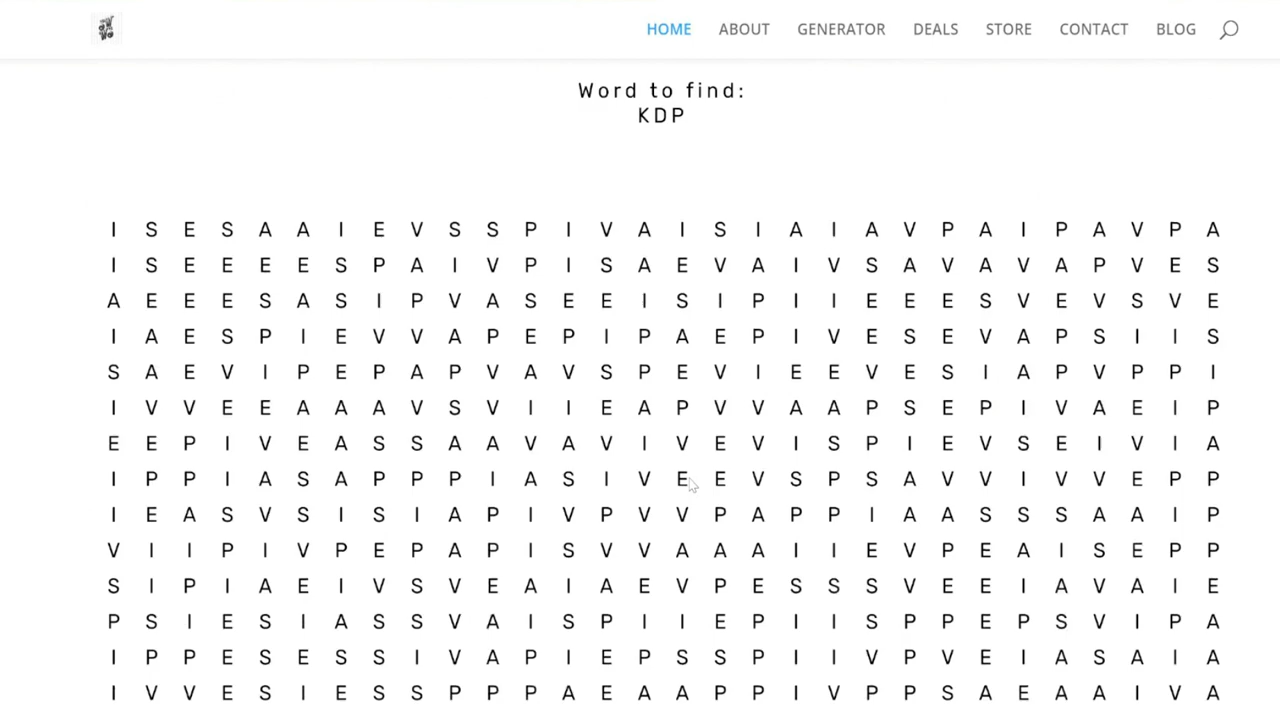 HOME ABOUT GENERATOR DEALS STORE CONTACT BLOG
Word to find:
KDP
I S E S A A I E V S S P I V A I S I A I A V P A I P A V P A
I S E E E E S P A I V P I S A E V A I V S A V A V A P V E S
A E E E S A S I P V A S E E I S I P I I E E E S V E V S V E
I A E S P I E V V A P E P I P A E P I V E S E V A P S I I S
S A E V I P E P A P V A V S P E V I E E V E S I A P V P P I
I V V E E A A A V S V I I E A P V V A A P S E P I V A E I P
E E P I V E A S S A A V A V I V E V I S P I E V S E I V I A
I P P I A S A P P P I A S I V E E V S P S A V V I V V E P P
I E A S V S I S I A P I V P V V P A P P I A A S S S A A I P
V I I P I V P E P A P I S V V A A A I I E V P E A I S E P P
S I P I A E I V S V E A I A E V P E S S S V E E I A V A I E
P S I E S I A S S V A I S P I I E P I I S P P E P S V I P A
I P P E S E S S I V A P I E P S S P I I V P V E I A S A I A
I V V E S I E S S P P P A E A A P P I V P P S A E A A I V A